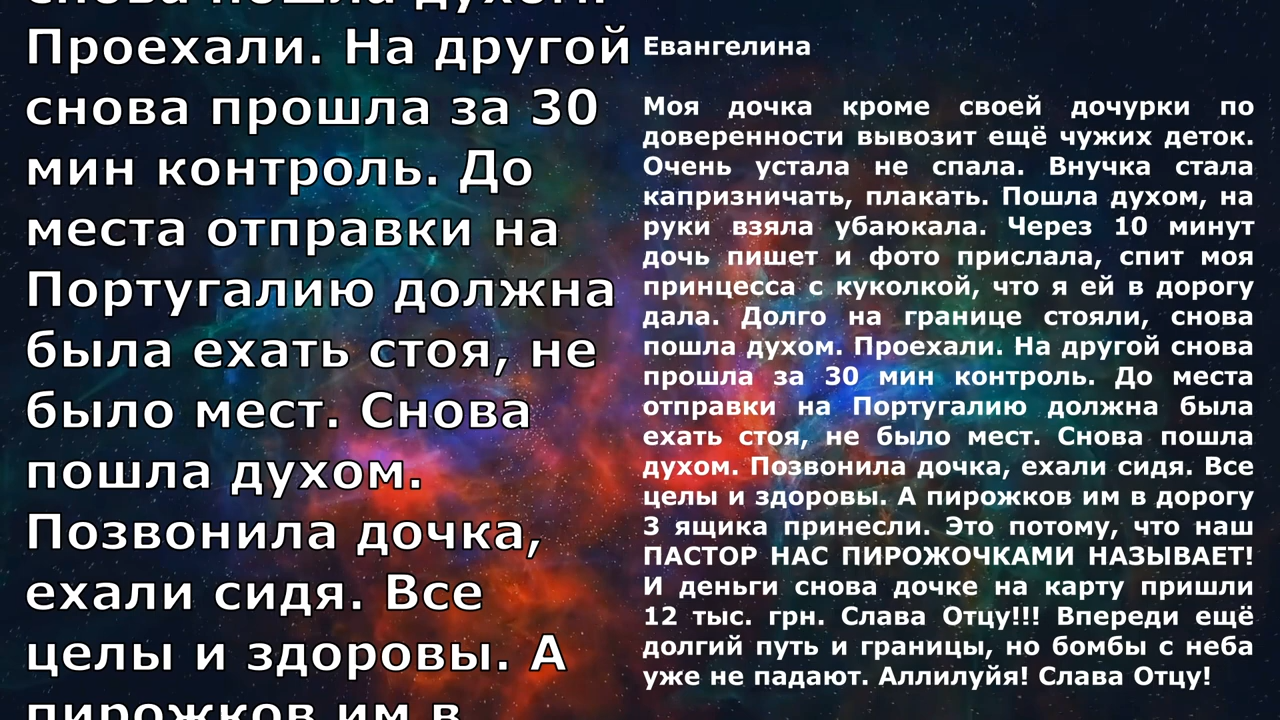 снова пошла духом.
Проехали. На другой
снова прошла за 30
мин контроль. До
места отправки на
Португалию должна
была ехать стоя, не
было мест. Снова
пошла духом.
Позвонила дочка,
ехали сидя. Все
целы и здоровы. А
пирожков им в
Евангелина
Моя дочка кроме своей дочурки по
доверенности вывозит ещё чужих деток.
Очень устала не спала. Внучка стала
капризничать, плакать. Пошла духом, на
руки взяла убаюкала. Через 10 минут
дочь пишет и фото прислала, спит моя
принцесса с куколкой, что я ей в дорогу
дала. Долго на границе стояли, снова
пошла духом. Проехали. На другой снова
прошла за 30 мин контроль. До места
отправки на Португалию должна была
ехать стоя, не было мест. Снова пошла
духом. Позвонила дочка, ехали сидя. Все
целы и здоровы. А пирожков им в дорогу
3 ящика принесли. Это потому, что наш
ПАСТОР НАС ПИРОЖОЧКАМИ НАЗЫВАЕТ!
И деньги снова дочке на карту пришли
12 тыс. грн. Слава Отцу!!! Впереди ещё
долгий путь и границы, но бомбы с неба
уже не падают. Аллилуйя! Слава Отцу!